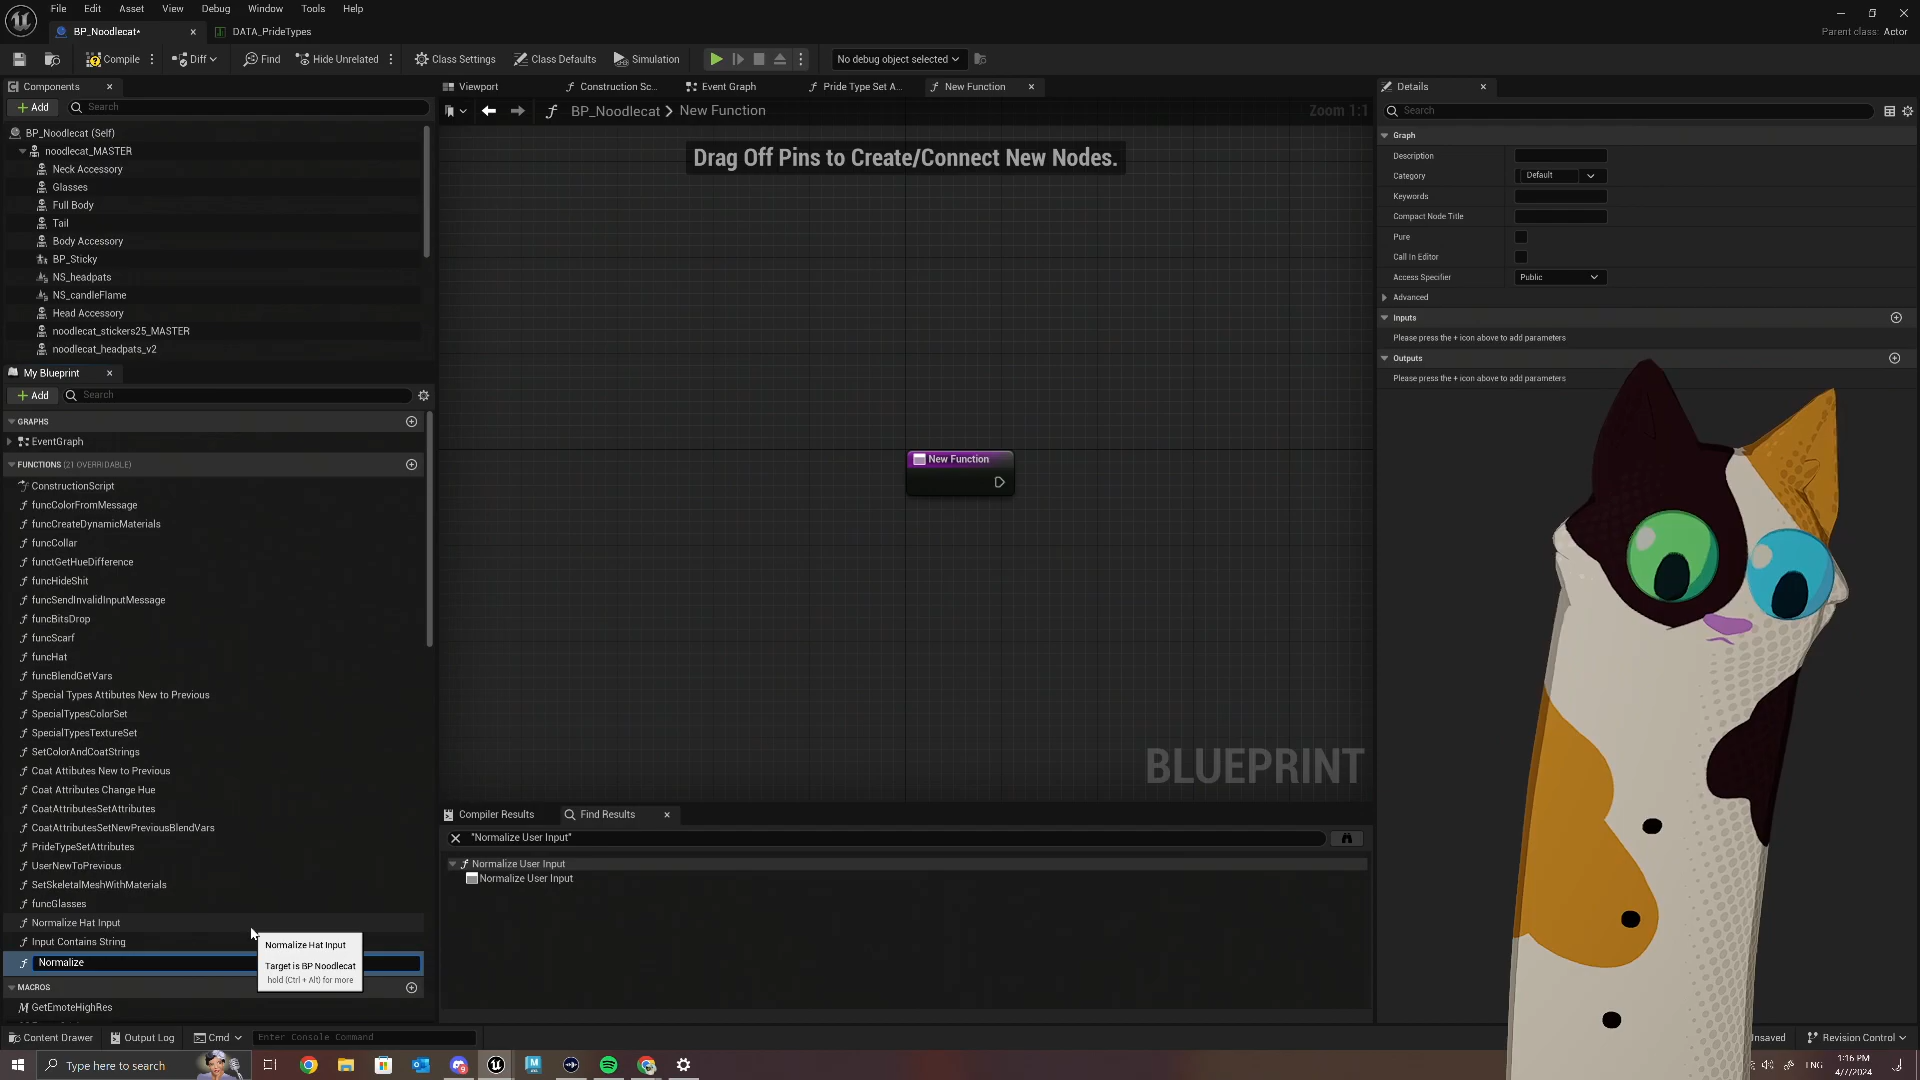 File Edit Asset View Debug Window Tools Help
BP_Noodlecat* DATA_PrideTypes Parent class: Actor
Compile Diff Find Hide Unrelated Class Settings Class Defaults Simulation No debug object selected
Components
Add Search
BP_Noodlecat (Self)
noodlecat_MASTER
Neck Accessory
Glasses
Full Body
Tail
Body Accessory
BP_Sticky
NS_headpats
NS_candleFlame
Head Accessory
noodlecat_stickers25_MASTER
noodlecat_headpats_v2
My Blueprint
Add Search
GRAPHS
EventGraph
FUNCTIONS (21 OVERRIDABLE)
ConstructionScript
funcColorFromMessage
funcCreateDynamicMaterials
funcCollar
functGetHueDifference
funcHideShit
funcSendInvalidInputMessage
funcBitsDrop
funcScarf
funcHat
funcBlendGetVars
Special Types Attibutes New to Previous
SpecialTypesColorSet
SpecialTypesTextureSet
SetColorAndCoatStrings
Coat Attibutes New to Previous
Coat Attributes Change Hue
CoatAttributesSetAttributes
CoatAttributesSetNewPreviousBlendVars
PrideTypeSetAttributes
UserNewToPrevious
SetSkeletalMeshWithMaterials
funcGlasses
Normalize Hat Input
Input Contains String
Normalize
MACROS
GetEmoteHighRes
Normalize Hat Input
Target is BP Noodlecat
hold (Ctrl + Alt) for more
Viewport Construction Sc... Event Graph Pride Type Set A... New Function
BP_Noodlecat New Function Zoom 1:1
Drag Off Pins to Create/Connect New Nodes.
New Function
BLUEPRINT
Compiler Results Find Results
"Normalize User Input"
Normalize User Input
Normalize User Input
Details
Search
Graph
Description
Category Default
Keywords
Compact Node Title
Pure
Call In Editor
Access Specifier Public
Advanced
Inputs
Please press the + icon above to add parameters
Outputs
Please press the + icon above to add parameters
Content Drawer Output Log Cmd Enter Console Command Unsaved Revision Control
Type here to search ENG 1:16 PM
4/7/2024